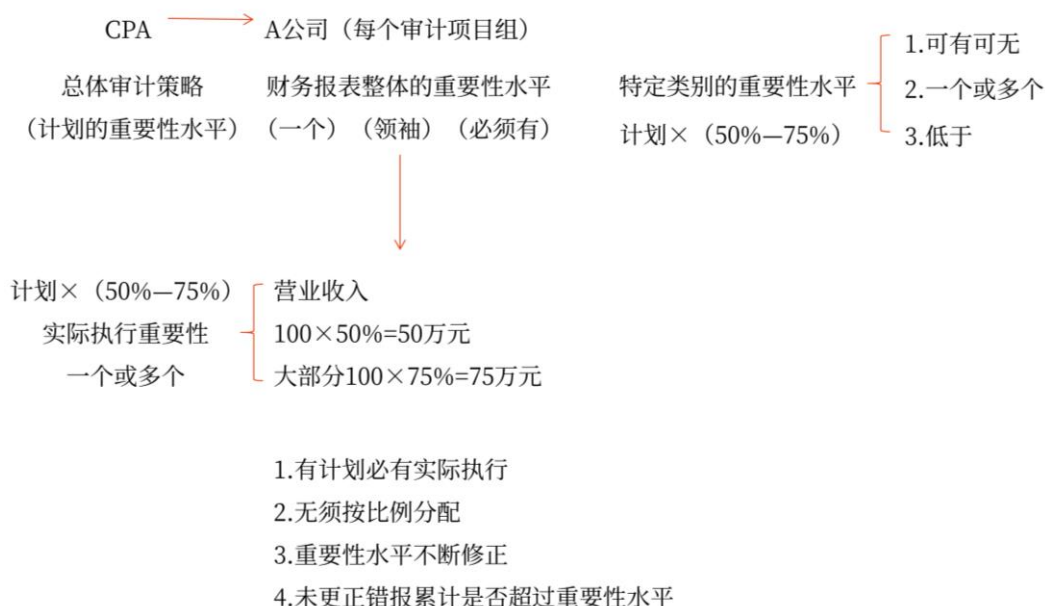 CPA
A公司（每个审计项目组）
总体审计策略
（计划的重要性水平）
财务报表整体的重要性水平
（一个）（领袖）（必须有）
特定类别的重要性水平
计划×（50%—75%）
1.可有可无
2.一个或多个
3.低于
计划×（50%—75%）
实际执行重要性
一个或多个
营业收入
100×50%=50万元
大部分100×75%=75万元
1.有计划必有实际执行
2.无须按比例分配
3.重要性水平不断修正
4.未更正错报累计是否超过重要性水平